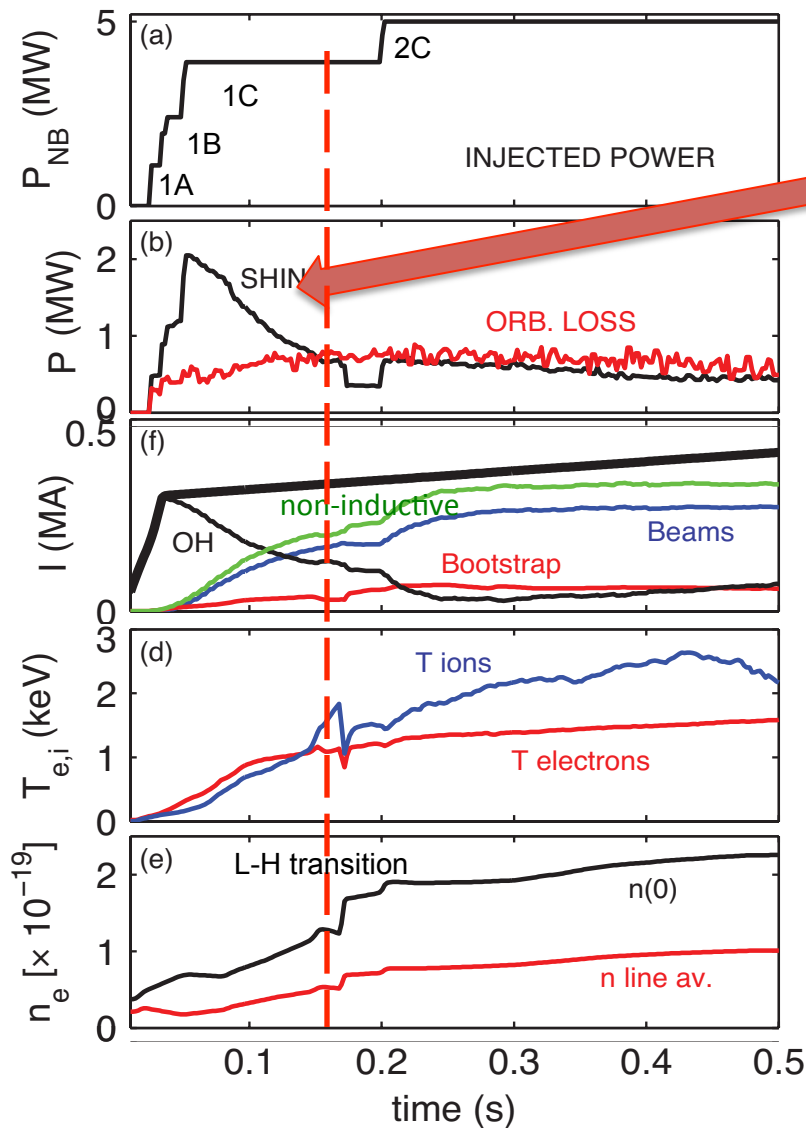 (a)
P_NB (MW)
5
0
1A
1B
1C
2C
INJECTED POWER
(b)
P (MW)
2
1
0
SHIN
ORB. LOSS
(f)
I (MA)
0.5
0
OH
non-inductive
Beams
Bootstrap
(d)
T_e,i (keV)
3
2
1
0
T ions
T electrons
(e)
n_e [× 10^−19]
2
1
0
L-H transition
n(0)
n line av.
0.1 0.2 0.3 0.4 0.5
time (s)